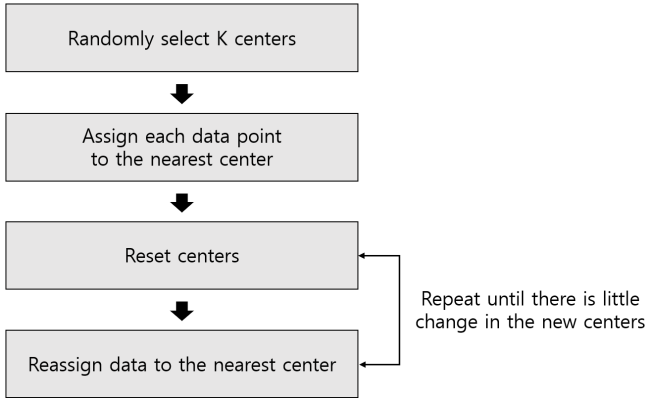 Randomly select K centers
Assign each data point
to the nearest center
Reset centers
Reassign data to the nearest center
Repeat until there is little
change in the new centers